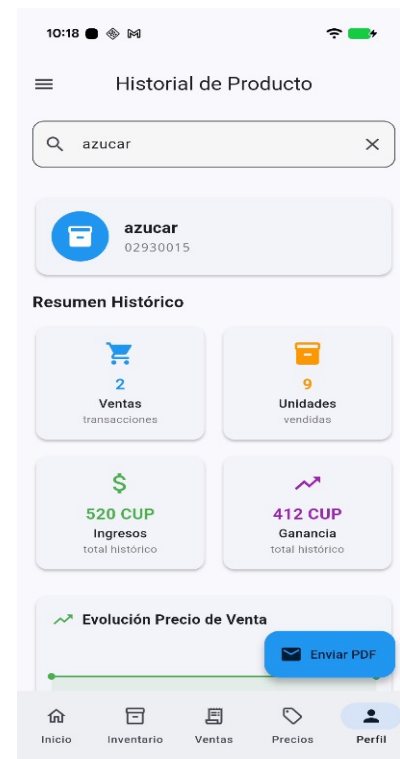 10:18
Historial de Producto
azucar
azucar
02930015
Resumen Histórico
2
Ventas
transacciones
9
Unidades
vendidas
$
520 CUP
Ingresos
total histórico
412 CUP
Ganancia
total histórico
Evolución Precio de Venta
Enviar PDF
Inicio
Inventario
Ventas
Precios
Perfil